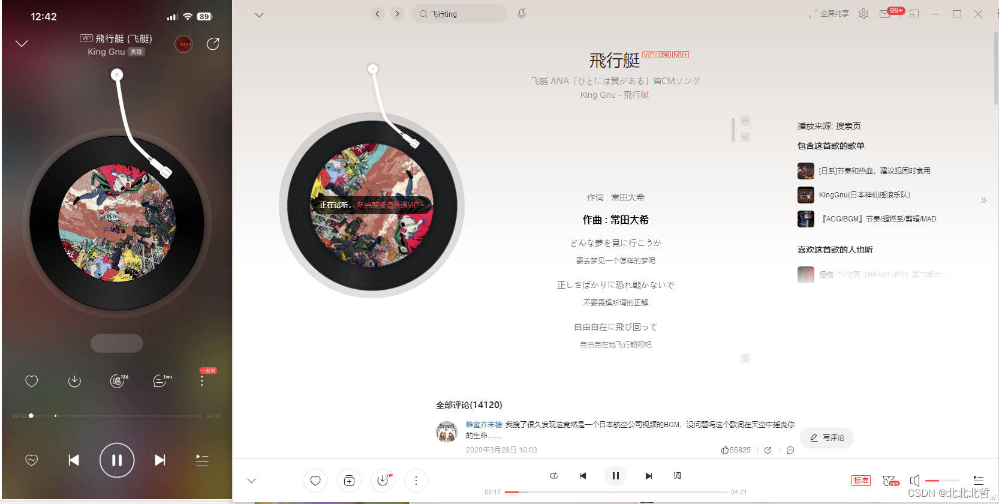 12:42
89
VIP 飛行艇 (飞艇)
King Gnu 关注
136
1w+
一起听
00:00
04:21
飞行ting
全屏纯享
99+
飛行艇 VIP 试听 MV
飞艇 ANA「ひとには翼がある」篇CMソング
King Gnu - 飛行艇
正在试听，听完整版请开通VIP >
作词 : 常田大希
作曲 : 常田大希
どんな夢を見に行こうか
要去梦见一个怎样的梦呢
正しさばかりに恐れ戦かないで
不要畏惧所谓的正解
自由自在に飛び回って
自由自在地飞行翱翔吧
播放来源: 搜索页
包含这首歌的歌单
[日系]节奏和热血，建议犯困时食用
KingGnu(日本神仙摇滚乐队)
『ACG/BGM』节奏/超燃系/剪辑/MAD
喜欢这首歌的人也听
怪物 (TV动画《BEASTARS》第二季片...
全部评论(14120)
蜂蜜芥末糖: 我搜了很久发现这竟然是一个日本航空公司视频的BGM，没问题吗这个歌词在天空中摇曳你
的生命……
2020年3月28日 10:03
55825
写评论
VIP
词
00:17
04:21
标准
NEW
CSDN @北北北哲